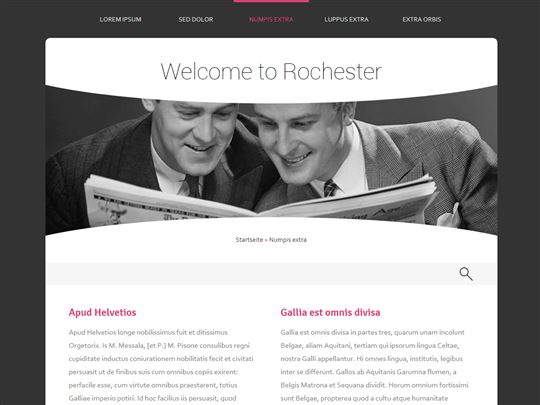 LOREM IPSUM
SED DOLOR
NUMPIS EXTRA
LUPPUS EXTRA
EXTRA ORBIS
Welcome to Rochester
Startseite » Numpis extra
Apud Helvetios
Apud Helvetios longe nobilissimus fuit et ditissimus
Orgetorix. Is M. Messala, [et P.] M. Pisone consulibus regni
cupiditate inductus coniurationem nobilitatis fecit et civitati
persuasit ut de finibus suis cum omnibus copiis exirent:
perfacile esse, cum virtute omnibus praestarent, totius
Galliae imperio potiri. Id hoc facilius iis persuasit, quod
Gallia est omnis divisa
Gallia est omnis divisa in partes tres, quarum unam incolunt
Belgae, aliam Aquitani, tertiam qui ipsorum lingua Celtae,
nostra Galli appellantur. Hi omnes lingua, institutis, legibus
inter se differunt. Gallos ab Aquitanis Garumna flumen, a
Belgis Matrona et Sequana dividit. Horum omnium fortissimi
sunt Belgae, propterea quod a cultu atque humanitate